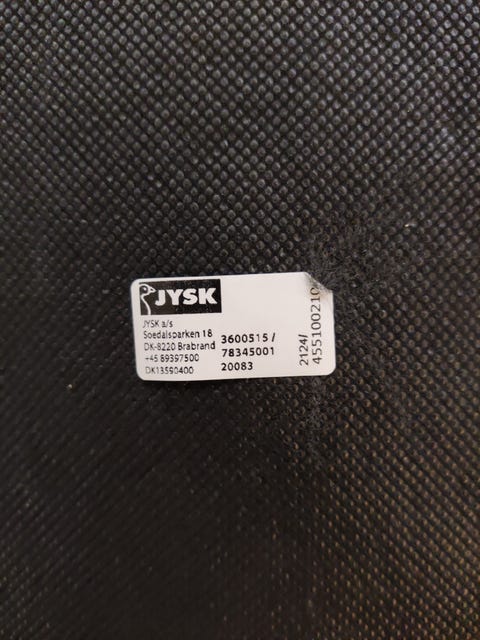 JYSK
JYSK a/s
Soedalsparken 18
DK-8220 Brabrand
+45 89397500
DK13590400
3600515 /
78345001
20083
2124/
455100210